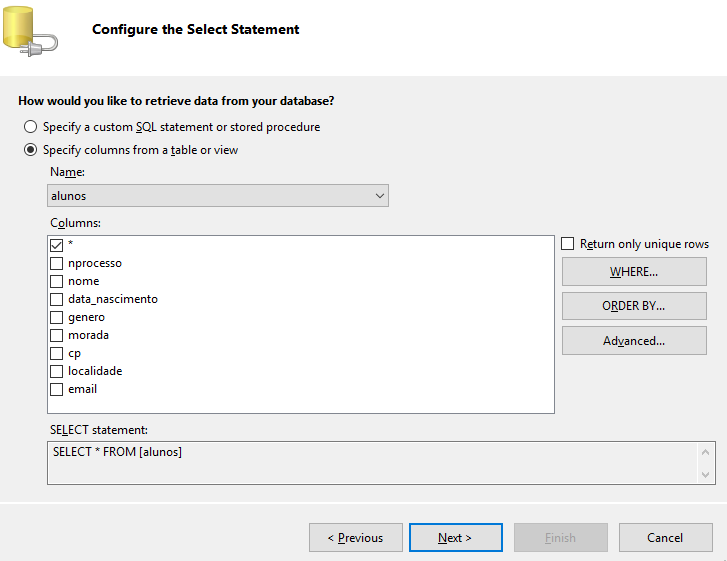 Configure the Select Statement
How would you like to retrieve data from your database?
Specify a custom SQL statement or stored procedure
Specify columns from a table or view
Name:
alunos
Columns:
*
nprocesso
nome
data_nascimento
genero
morada
cp
localidade
email
Return only unique rows
WHERE...
ORDER BY...
Advanced...
SELECT statement:
SELECT * FROM [alunos]
< Previous
Next >
Finish
Cancel